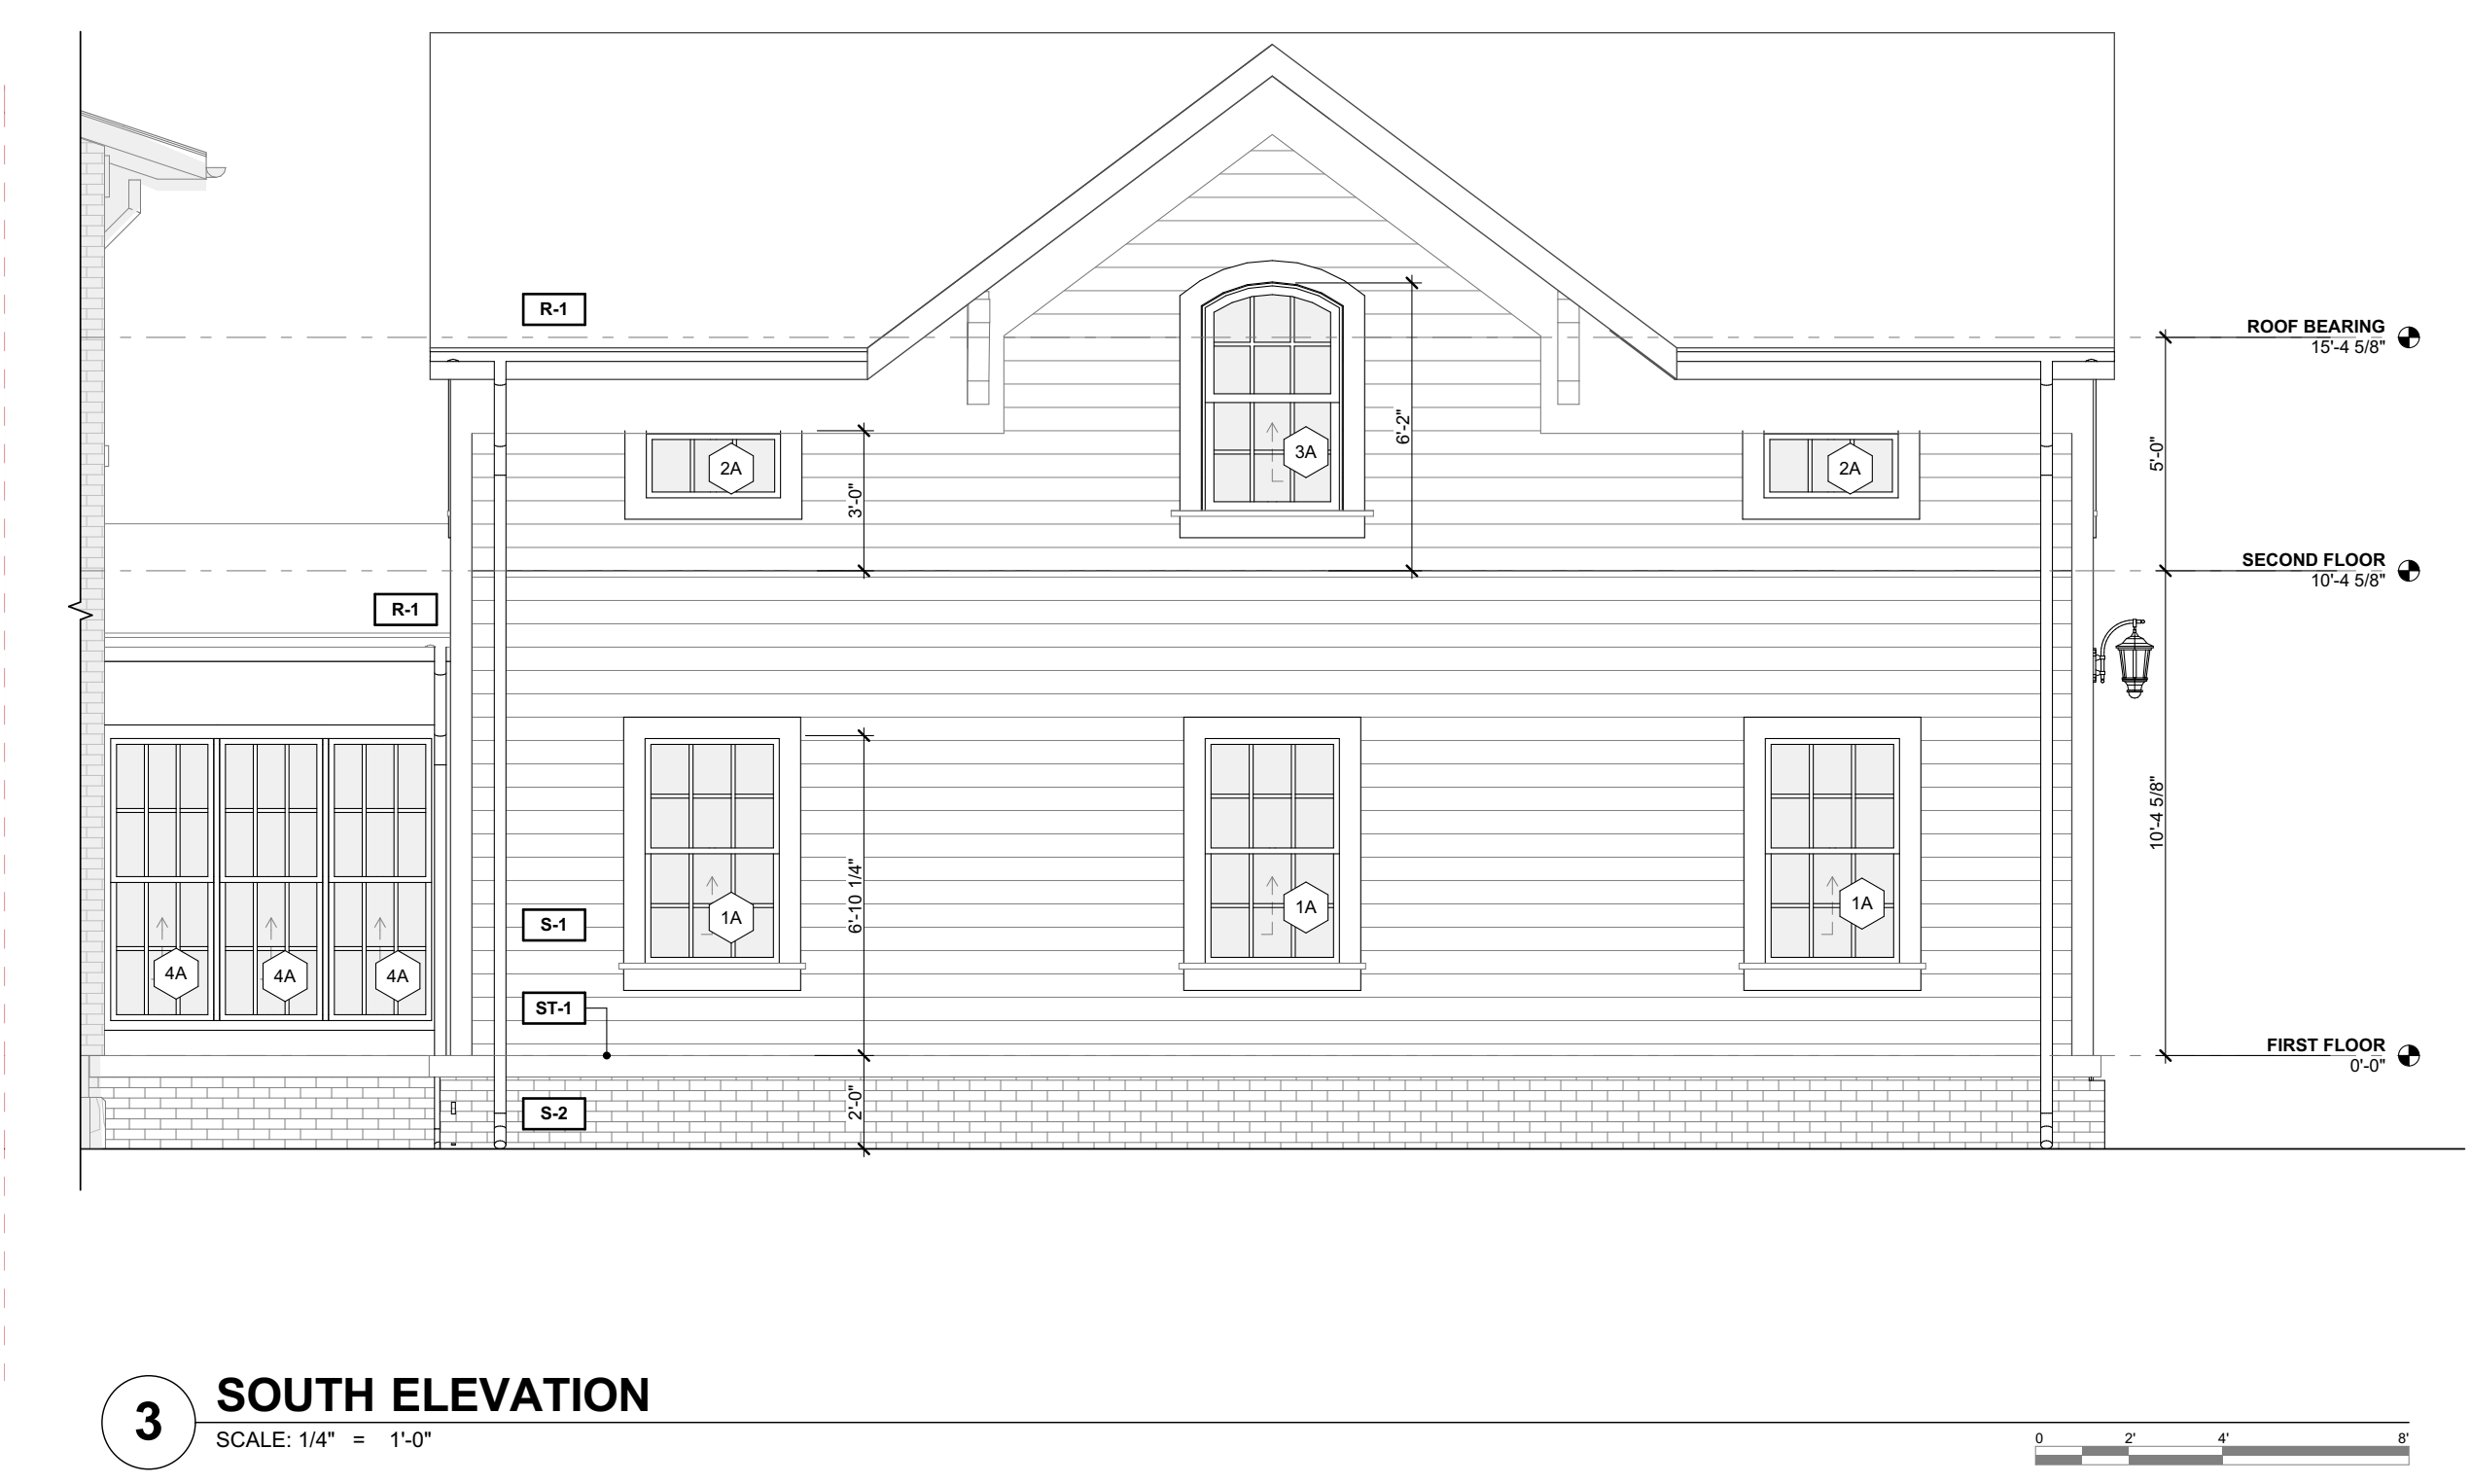 R-1
ROOF BEARING
15'-4 5/8"
6'-2"
3A
2A
2A
5'-0"
3'-0"
SECOND FLOOR
10'-4 5/8"
R-1
10'-4 5/8"
6'-10 1/4"
1A
1A
1A
S-1
4A
4A
4A
ST-1
FIRST FLOOR
0'-0"
S-2
2'-0"
3
SOUTH ELEVATION
SCALE: 1/4" = 1'-0"
0 2' 4' 8'